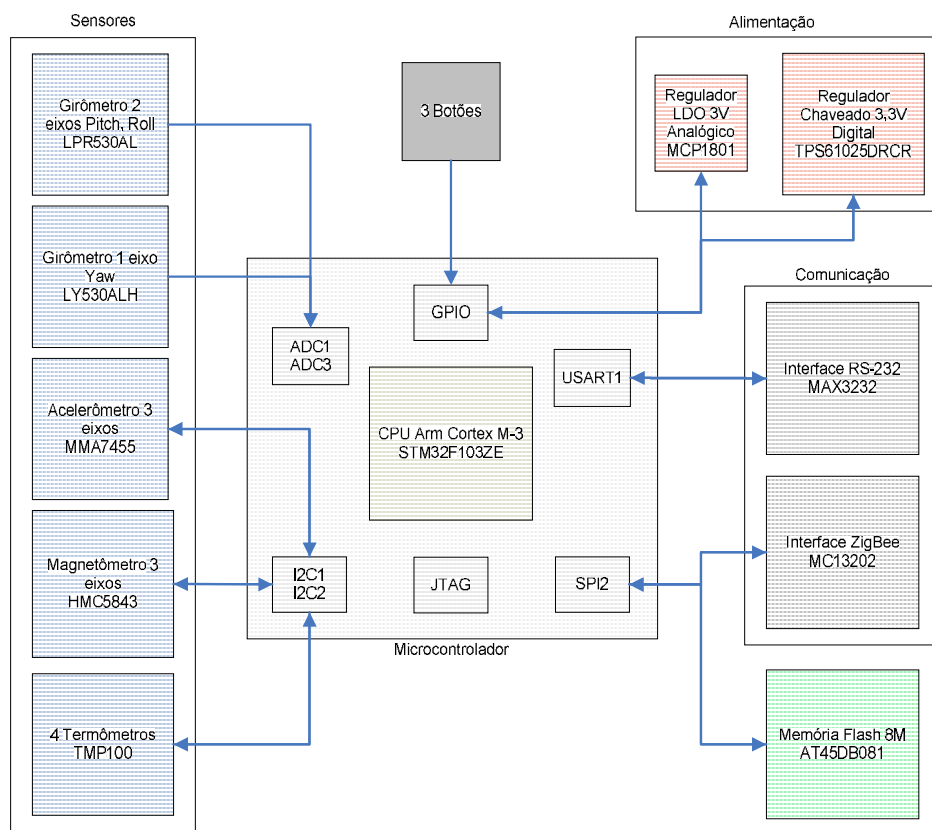 Sensores
Girômetro 2
eixos Pitch, Roll
LPR530AL
Girômetro 1 eixo
Yaw
LY530ALH
Acelerômetro 3
eixos
MMA7455
Magnetômetro 3
eixos
HMC5843
4 Termômetros
TMP100
3 Botões
GPIO
ADC1
ADC3
USART1
CPU Arm Cortex M-3
STM32F103ZE
I2C1
I2C2
JTAG
SPI2
Microcontrolador
Alimentação
Regulador
LDO 3V
Analógico
MCP1801
Regulador
Chaveado 3,3V
Digital
TPS61025DRCR
Comunicação
Interface RS-232
MAX3232
Interface ZigBee
MC13202
Memória Flash 8M
AT45DB081